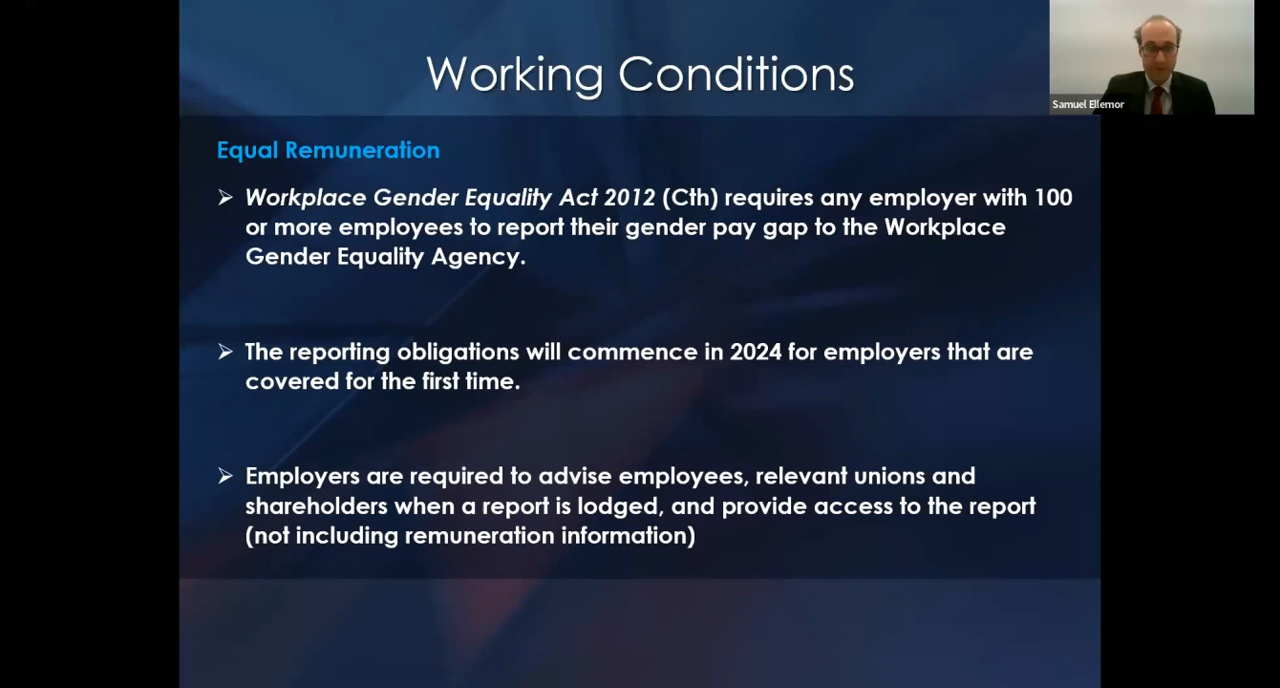 Working Conditions
Samuel Ellemor
Equal Remuneration
Workplace Gender Equality Act 2012 (Cth) requires any employer with 100
or more employees to report their gender pay gap to the Workplace
Gender Equality Agency.
The reporting obligations will commence in 2024 for employers that are
covered for the first time.
Employers are required to advise employees, relevant unions and
shareholders when a report is lodged, and provide access to the report
(not including remuneration information)